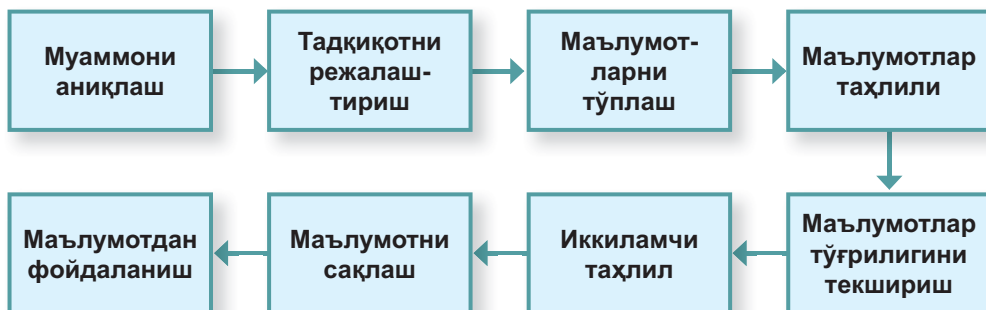 Муаммони
аниқлаш
Тадқиқотни
режалаш-
тириш
Маълумот-
ларни
тўплаш
Маълумотлар
таҳлили
Маълумотлар
тўғрилигини
текшириш
Иккиламчи
таҳлил
Маълумотни
сақлаш
Маълумотдан
фойдаланиш